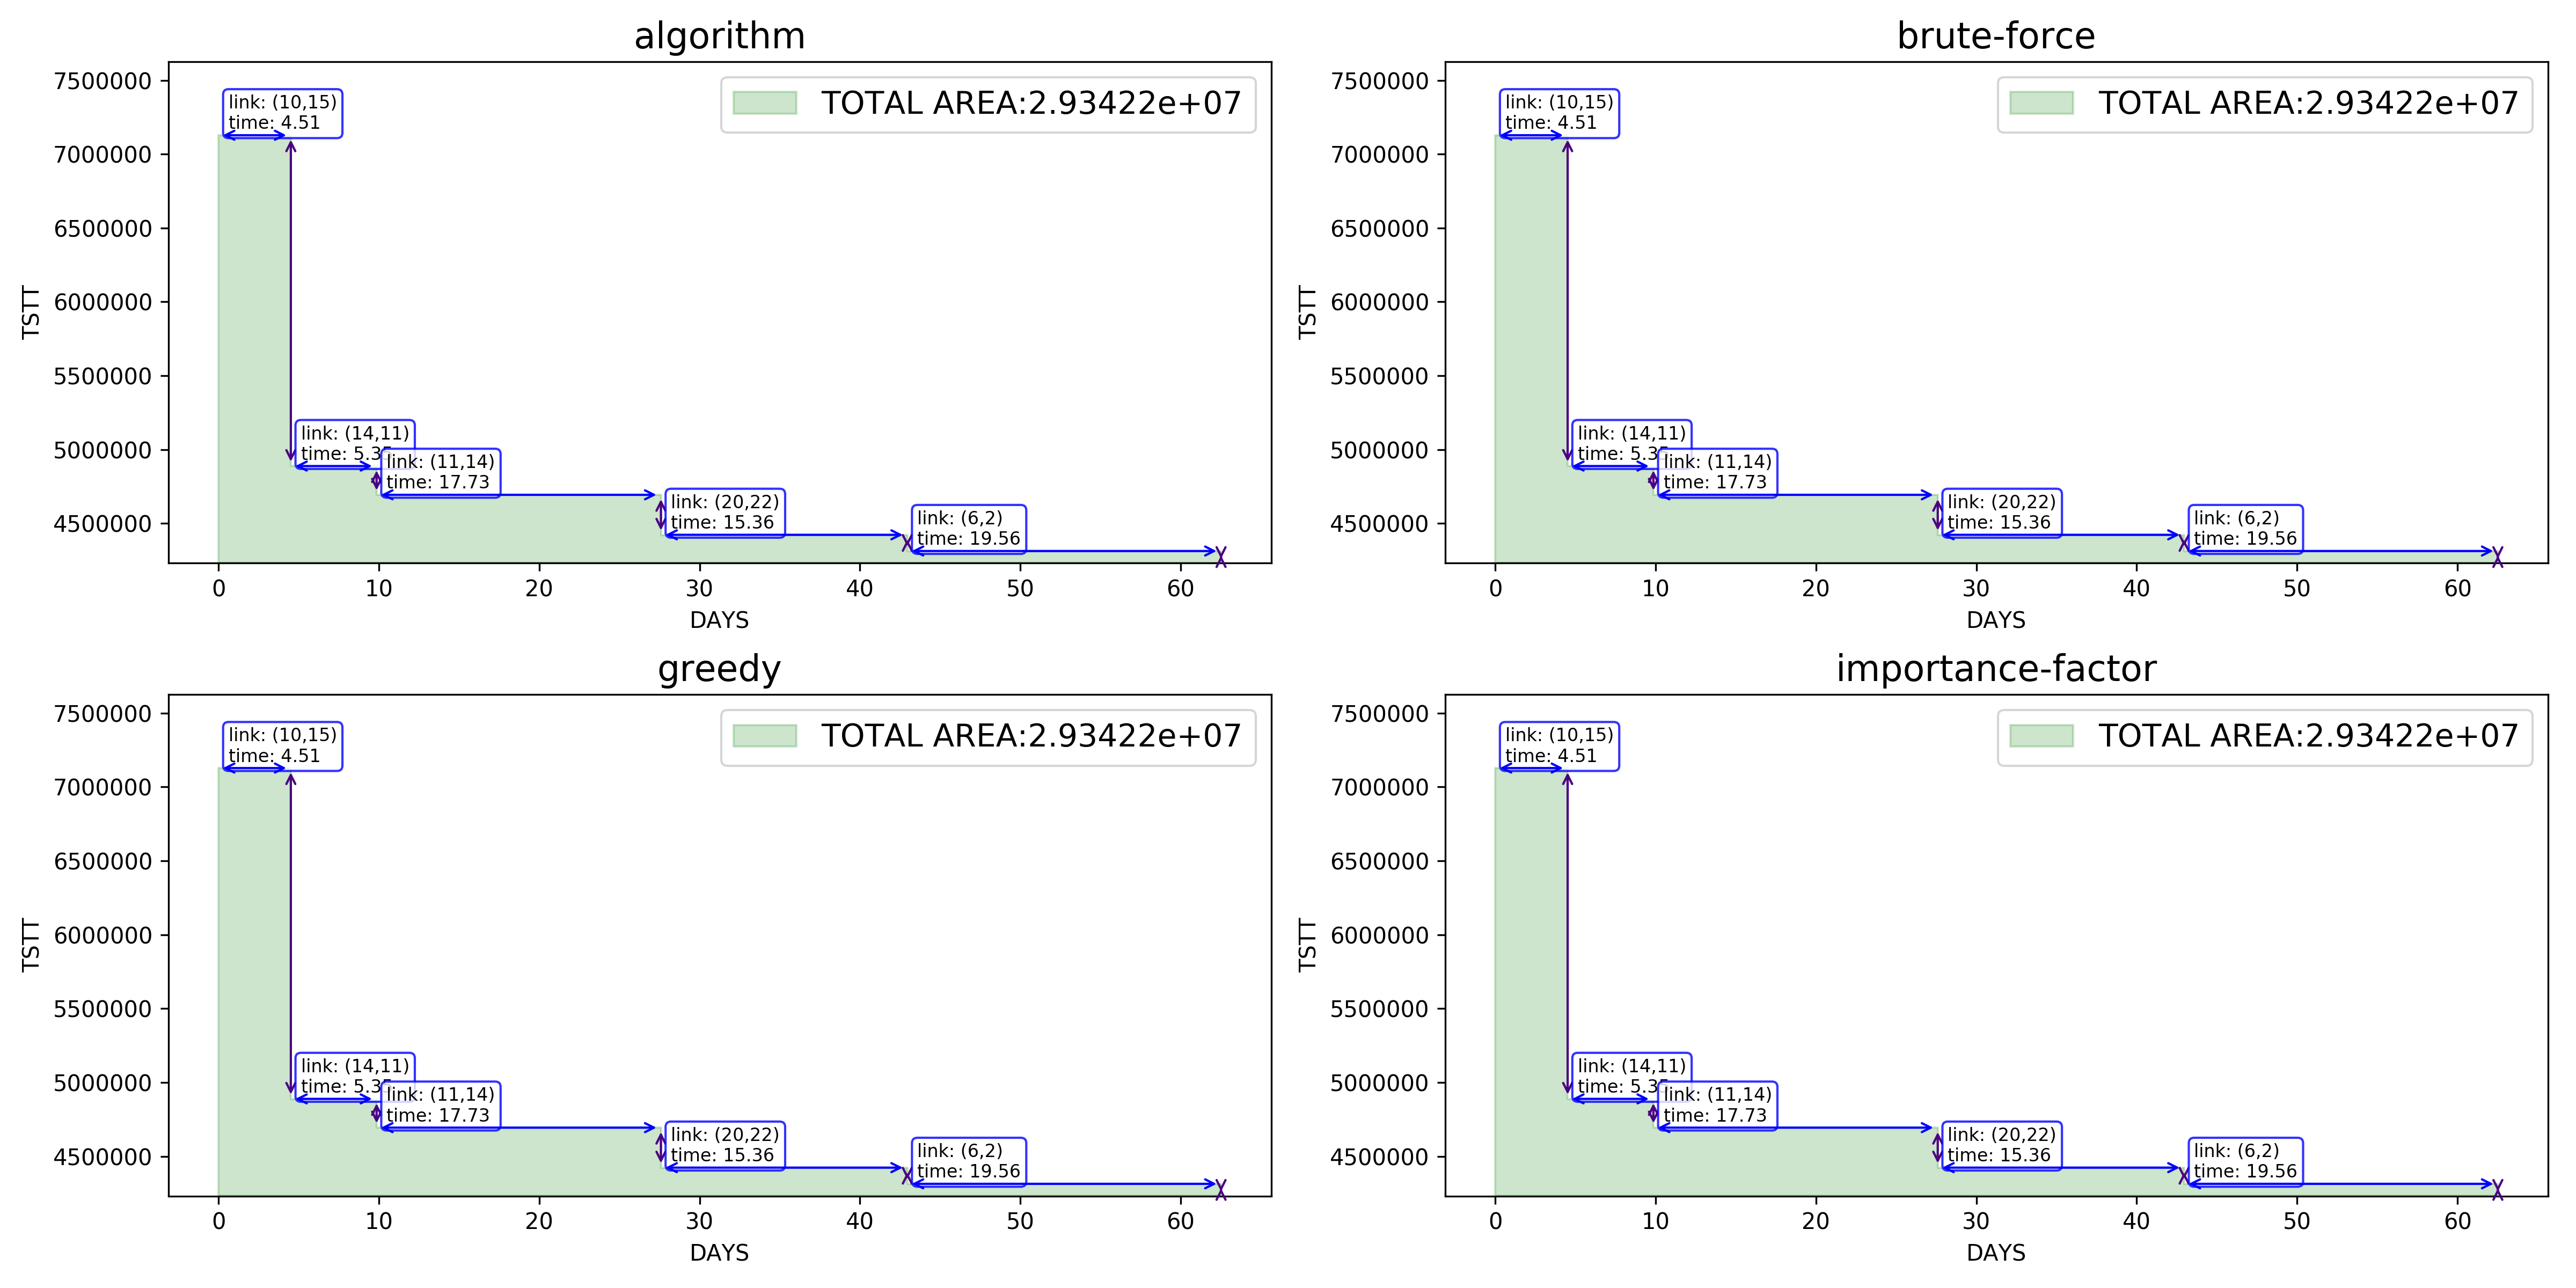 algorithm
TSTT
7500000
7000000
6500000
6000000
5500000
5000000
4500000
TOTAL AREA:2.93422e+07
link: (10,15)
time: 4.51
link: (14,11)
link: (11,14)
time: 17.73
link: (20,22)
time: 15.36
link: (6,2)
time: 19.56
0 10 20 30 40 50 60
DAYS
brute-force
TSTT
7500000
7000000
6500000
6000000
5500000
5000000
4500000
TOTAL AREA:2.93422e+07
link: (10,15)
time: 4.51
link: (14,11)
time:
link: (11,14)
time: 17.73
link: (20,22)
time: 15.36
link: (6,2)
time: 19.56
0 10 20 30 40 50 60
DAYS
greedy
TSTT
7500000
7000000
6500000
6000000
5500000
5000000
4500000
TOTAL AREA:2.93422e+07
link: (10,15)
time: 4.51
link: (14,11)
time:
link: (11,14)
time: 17.73
link: (20,22)
time: 15.36
link: (6,2)
time: 19.56
0 10 20 30 40 50 60
DAYS
importance-factor
TSTT
7500000
7000000
6500000
6000000
5500000
5000000
4500000
TOTAL AREA:2.93422e+07
link: (10,15)
time: 4.51
link: (14,11)
time:
link: (11,14)
time: 17.73
link: (20,22)
time: 15.36
link: (6,2)
time: 19.56
0 10 20 30 40 50 60
DAYS